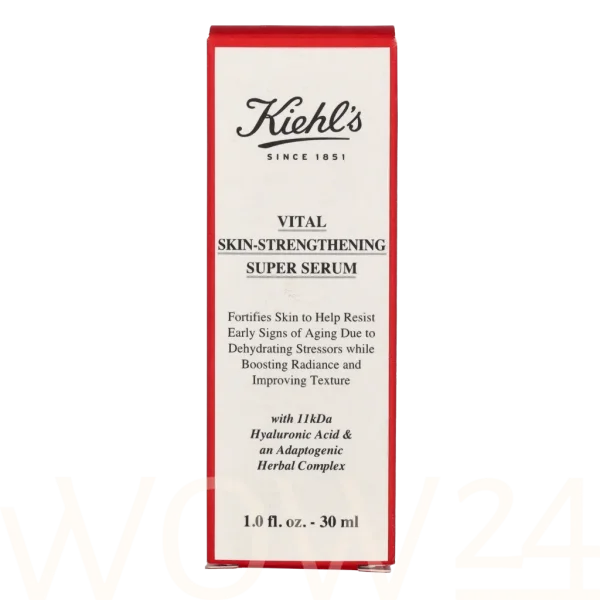 Kiehl's
SINCE 1851
VITAL
SKIN-STRENGTHENING
SUPER SERUM
Fortifies Skin to Help Resist
Early Signs of Aging Due to
Dehydrating Stressors while
Boosting Radiance and
Improving Texture
with 11kDa
Hyaluronic Acid &
an Adaptogenic
Herbal Complex
1.0 fl. oz. - 30 ml
WOW24